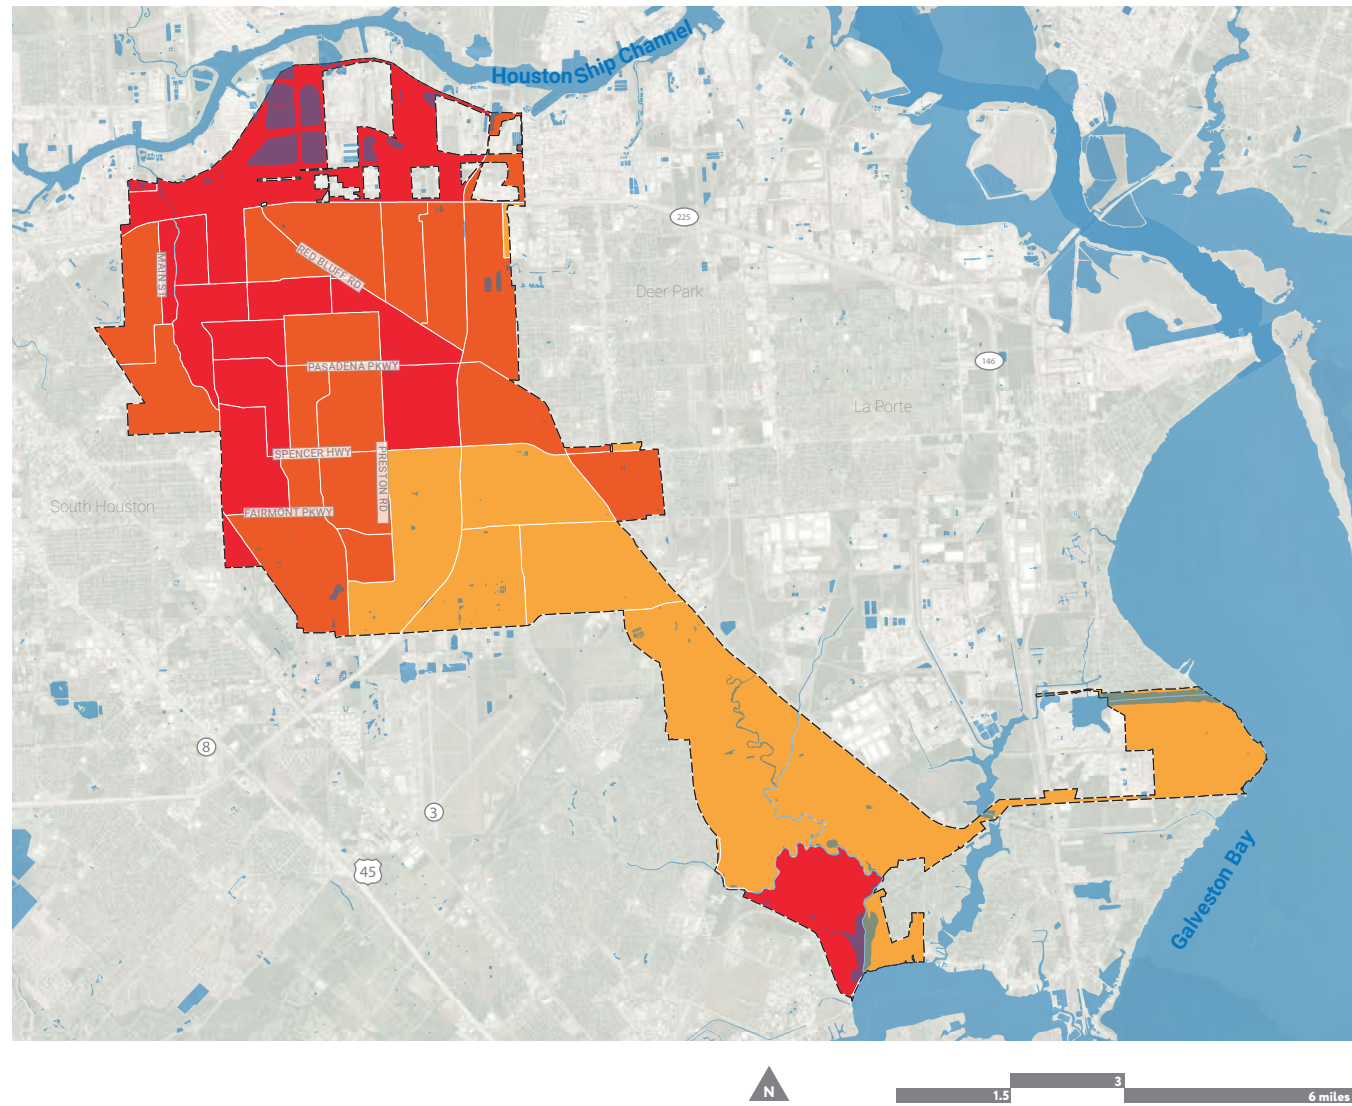 Houston Ship Channel
225
RED BLUFF RD
MAIN ST
Deer Park
146
PASADENA PKWY
La Porte
SPENCER HWY
PRESTON RD
South Houston
FAIRMONT PKWY
8
3
45
Galveston Bay
N
1.5
3
6 miles